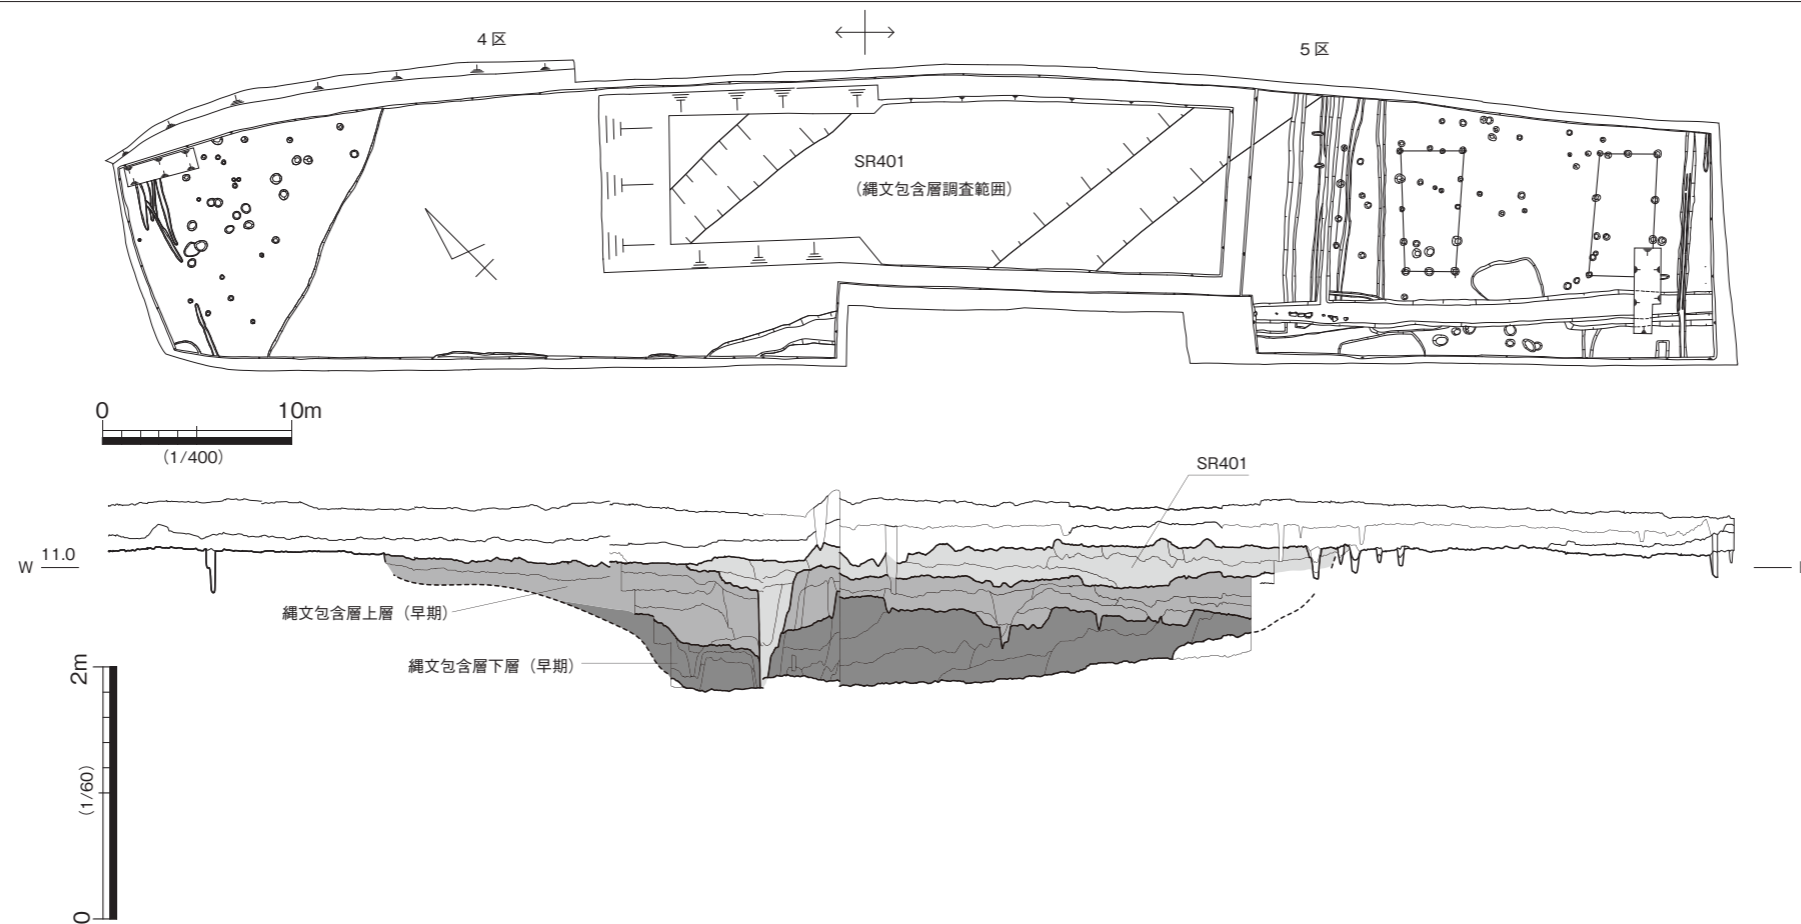 4区
5区
SR401
（縄文包含層調査範囲）
0 10m
（1/400）
SR401
W 11.0
縄文包含層上層（早期）
縄文包含層下層（早期）
2m
（1/60）
0